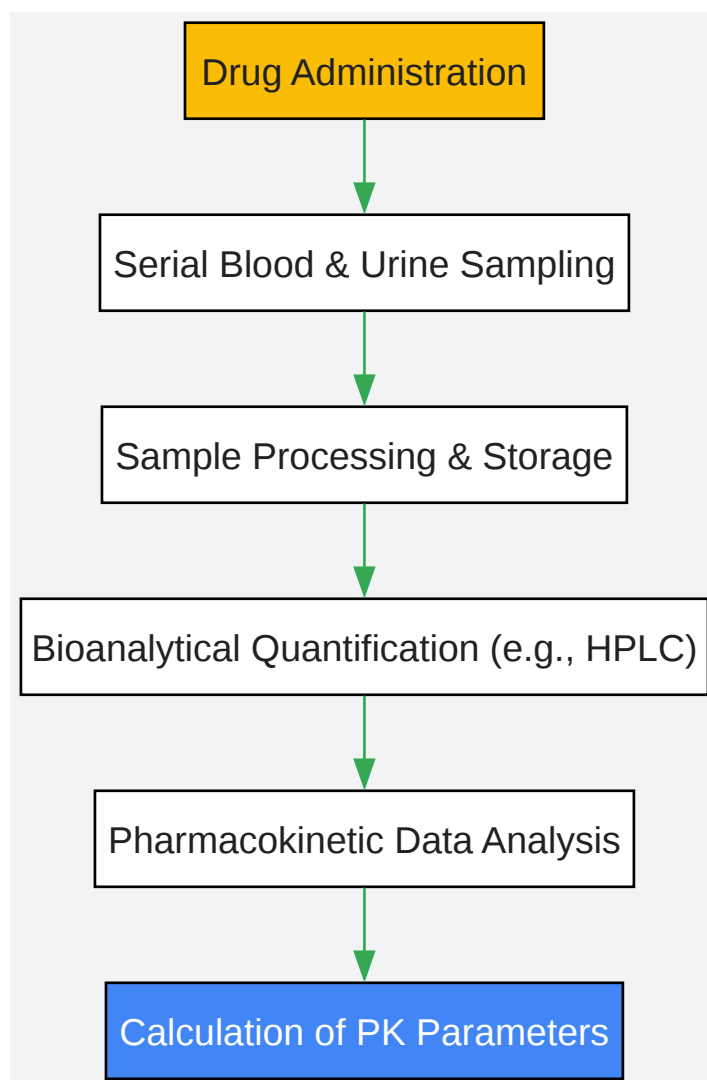 Drug Administration
Serial Blood & Urine Sampling
Sample Processing & Storage
Bioanalytical Quantification (e.g., HPLC)
Pharmacokinetic Data Analysis
Calculation of PK Parameters